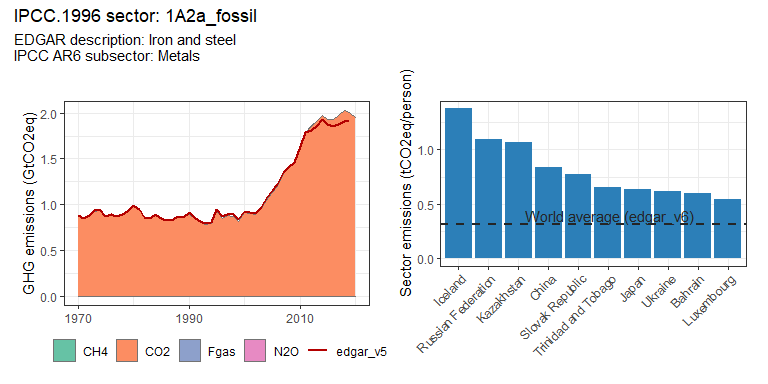 IPCC.1996 sector: 1A2a_fossil
EDGAR description: Iron and steel
IPCC AR6 subsector: Metals
GHG emissions (GtCO2eq)
2.0
1.5
1.0
0.5
0.0
1970
1990
2010
CH4
CO2
Fgas
N2O
edgar_v5
Sector emissions (tCO2eq/person)
1.0
0.5
0.0
World average (edgar_v6)
Iceland
Russian Federation
Kazakhstan
China
Slovak Republic
Trinidad and Tobago
Japan
Ukraine
Bahrain
Luxembourg